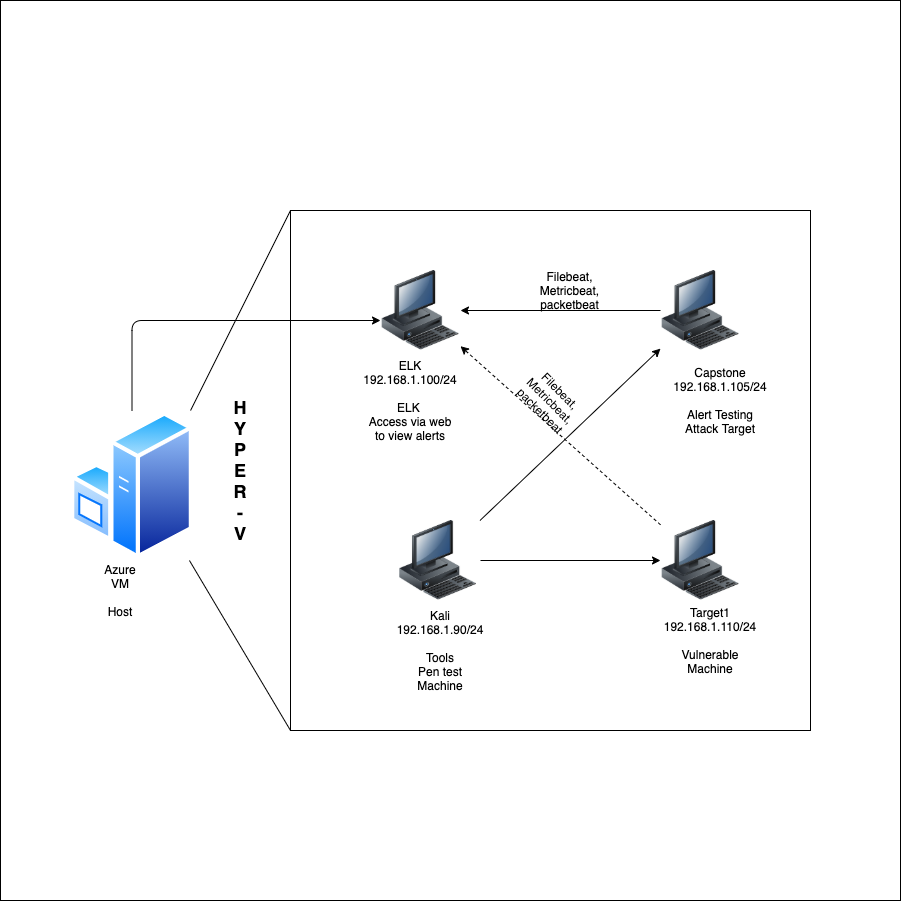 Filebeat,
Metricbeat,
packetbeat
ELK
192.168.1.100/24
ELK
Access via web
to view alerts
Capstone
192.168.1.105/24
Alert Testing
Attack Target
Filebeat,
Metricbeat,
packetbeat
H
Y
P
E
R
-
V
Azure
VM
Host
Kali
192.168.1.90/24
Tools
Pen test
Machine
Target1
192.168.1.110/24
Vulnerable
Machine